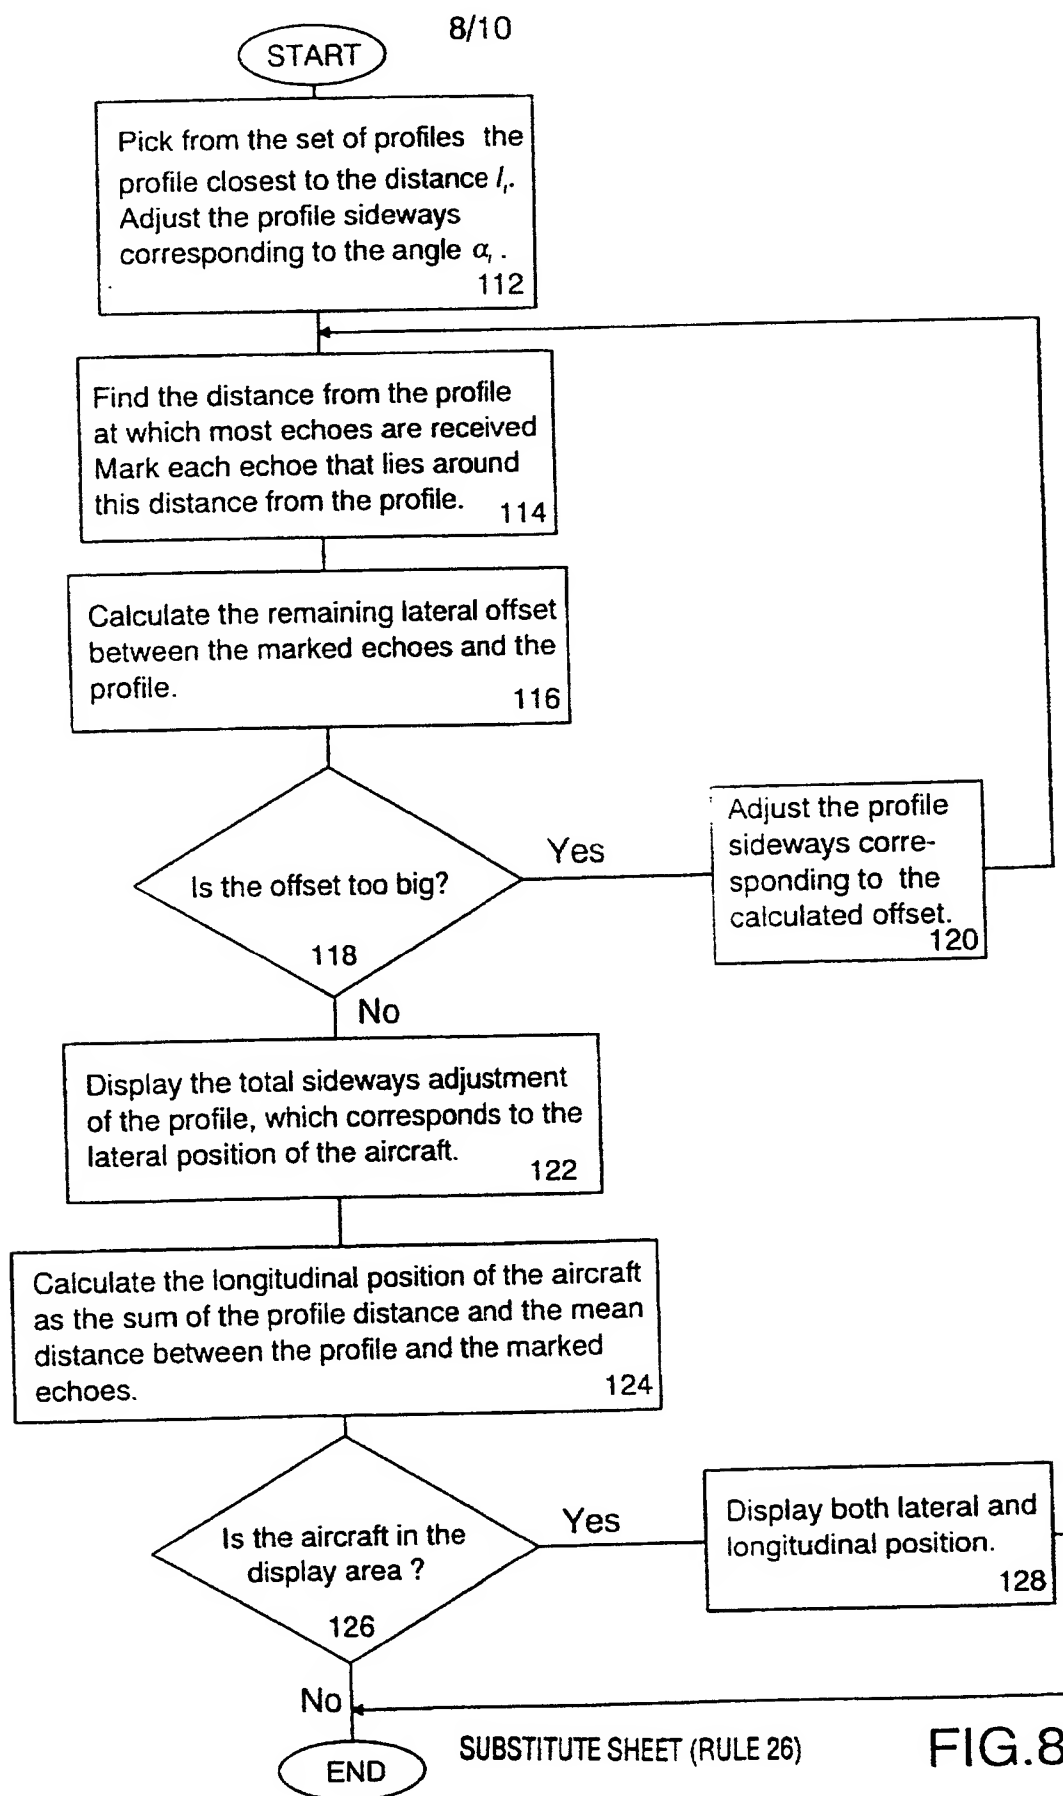 8/10
START
Pick from the set of profiles the
profile closest to the distance lₜ.
Adjust the profile sideways
corresponding to the angle αₜ.
112
Find the distance from the profile
at which most echoes are received
Mark each echoe that lies around
this distance from the profile. 114
Calculate the remaining lateral offset
between the marked echoes and the
profile. 116
Is the offset too big?
118
Yes
Adjust the profile
sideways corre-
sponding to the
calculated offset.
120
No
Display the total sideways adjustment
of the profile, which corresponds to the
lateral position of the aircraft.
122
Calculate the longitudinal position of the aircraft
as the sum of the profile distance and the mean
distance between the profile and the marked
echoes. 124
Is the aircraft in the
display area ?
126
Yes
Display both lateral and
longitudinal position.
128
No
END
SUBSTITUTE SHEET (RULE 26)
FIG.8